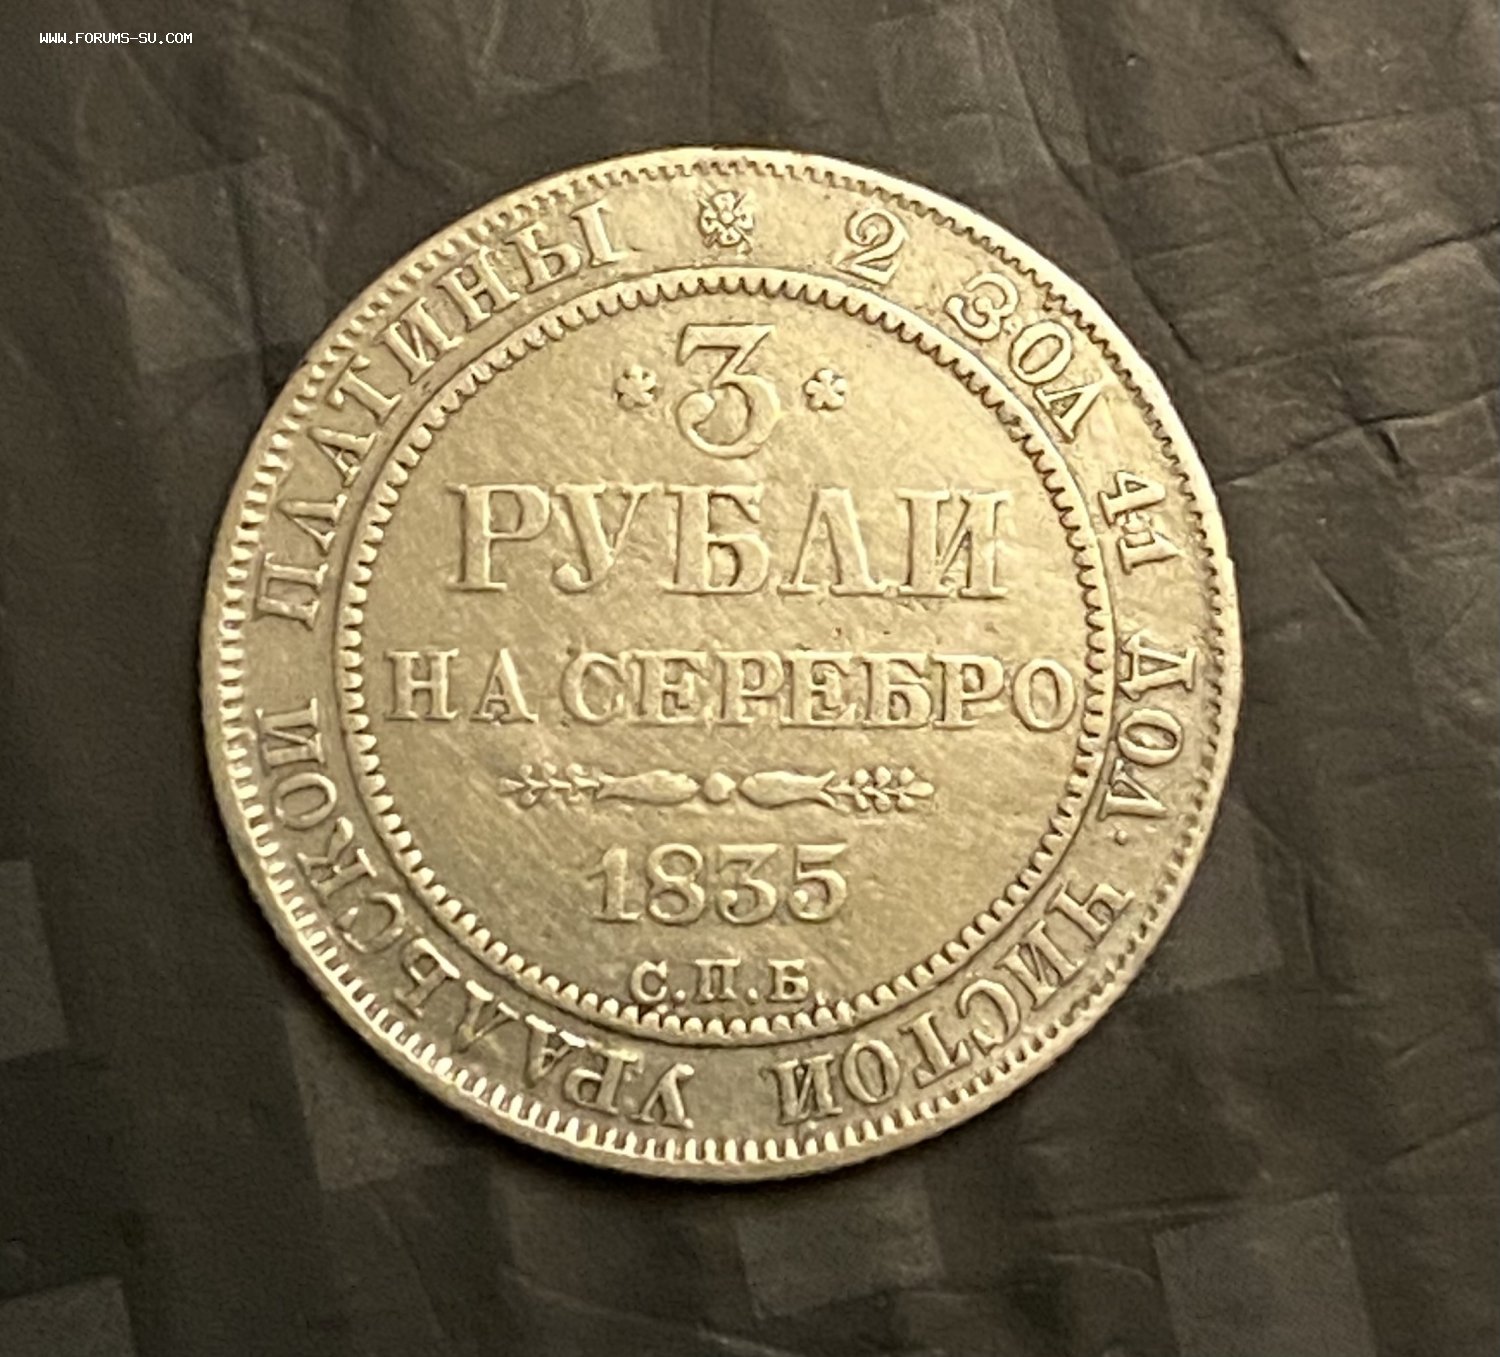 WWW.FORUMS-SU.COM
2 ЗОЛ 41 ДОЛ. ЧИСТОЙ УРАЛЬСКОЙ ПЛАТИНЫ
3
РУБЛИ
НА СЕРЕБРО
1835
С.П.Б.